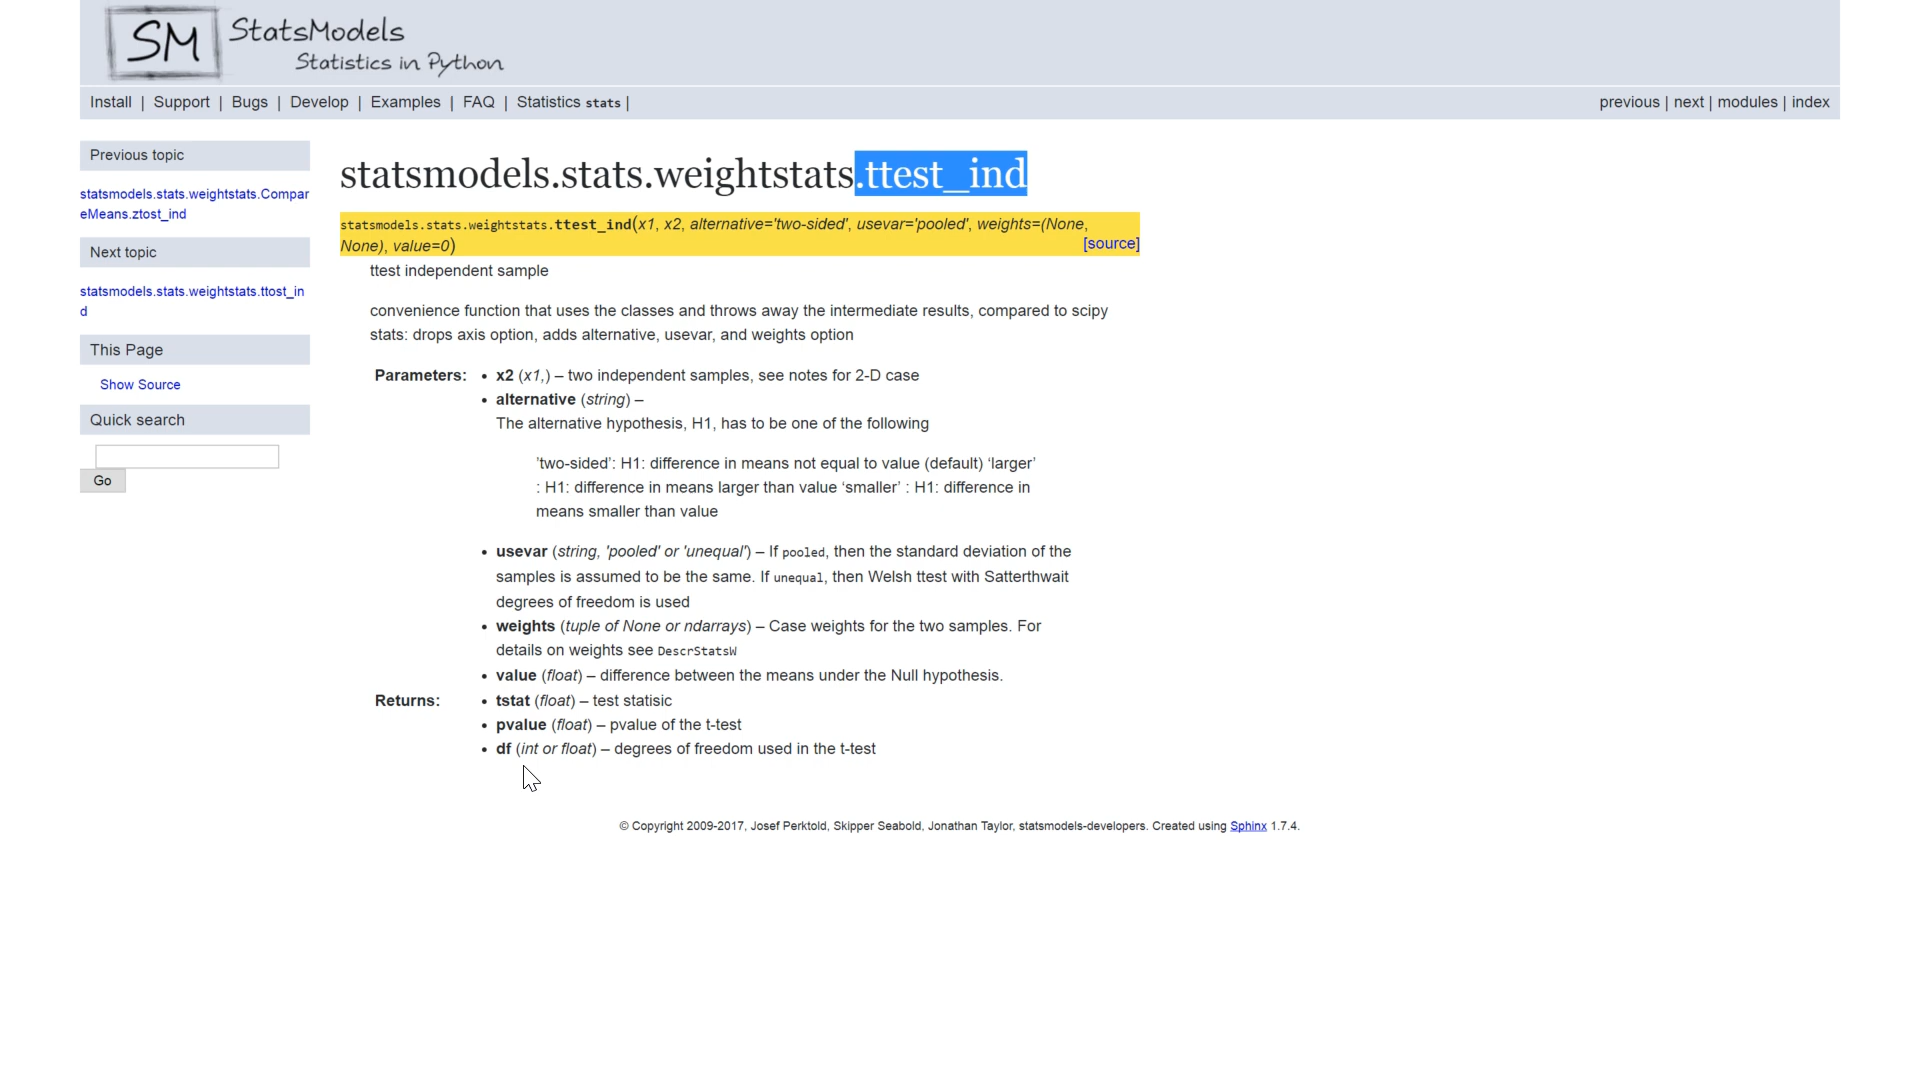 SM StatsModels
Statistics in Python
Install | Support | Bugs | Develop | Examples | FAQ | Statistics stats |
previous | next | modules | index
Previous topic
statsmodels.stats.weightstats.Compar
eMeans.ztost_ind
Next topic
statsmodels.stats.weightstats.ttost_in
d
This Page
Show Source
Quick search
Go
statsmodels.stats.weightstats.ttest_ind
statsmodels.stats.weightstats.ttest_ind(x1, x2, alternative='two-sided', usevar='pooled', weights=(None,
None), value=0) [source]
ttest independent sample
convenience function that uses the classes and throws away the intermediate results, compared to scipy
stats: drops axis option, adds alternative, usevar, and weights option
Parameters: • x2 (x1,) – two independent samples, see notes for 2-D case
• alternative (string) –
The alternative hypothesis, H1, has to be one of the following
’two-sided’: H1: difference in means not equal to value (default) ‘larger’
: H1: difference in means larger than value ‘smaller’ : H1: difference in
means smaller than value
• usevar (string, 'pooled' or 'unequal') – If pooled, then the standard deviation of the
samples is assumed to be the same. If unequal, then Welsh ttest with Satterthwait
degrees of freedom is used
• weights (tuple of None or ndarrays) – Case weights for the two samples. For
details on weights see DescrStatsW
• value (float) – difference between the means under the Null hypothesis.
Returns: • tstat (float) – test statisic
• pvalue (float) – pvalue of the t-test
• df (int or float) – degrees of freedom used in the t-test
© Copyright 2009-2017, Josef Perktold, Skipper Seabold, Jonathan Taylor, statsmodels-developers. Created using Sphinx 1.7.4.